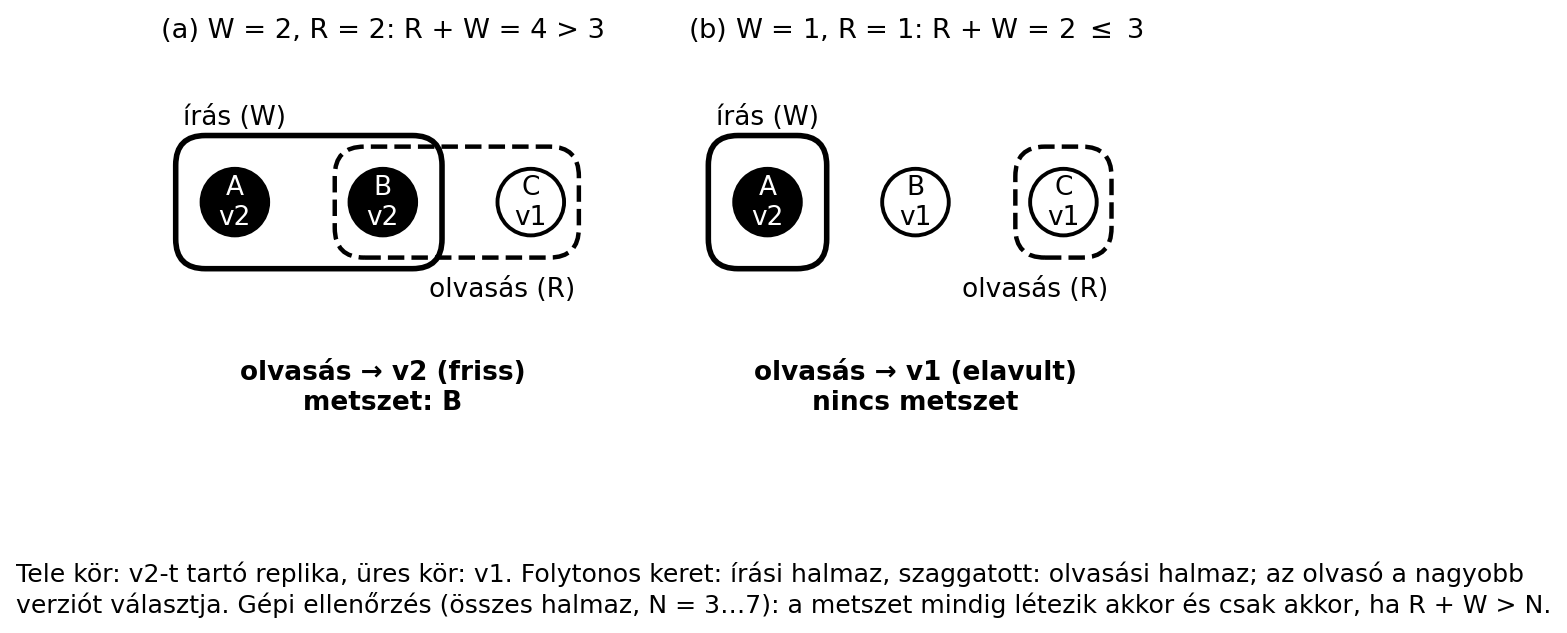 (a) W = 2, R = 2: R + W = 4 > 3
írás (W)
A
v2
B
v2
C
v1
olvasás (R)
olvasás → v2 (friss)
metszet: B
(b) W = 1, R = 1: R + W = 2 ≤ 3
írás (W)
A
v2
B
v1
C
v1
olvasás (R)
olvasás → v1 (elavult)
nincs metszet
Tele kör: v2-t tartó replika, üres kör: v1. Folytonos keret: írási halmaz, szaggatott: olvasási halmaz; az olvasó a nagyobb
verziót választja. Gépi ellenőrzés (összes halmaz, N = 3…7): a metszet mindig létezik akkor és csak akkor, ha R + W > N.